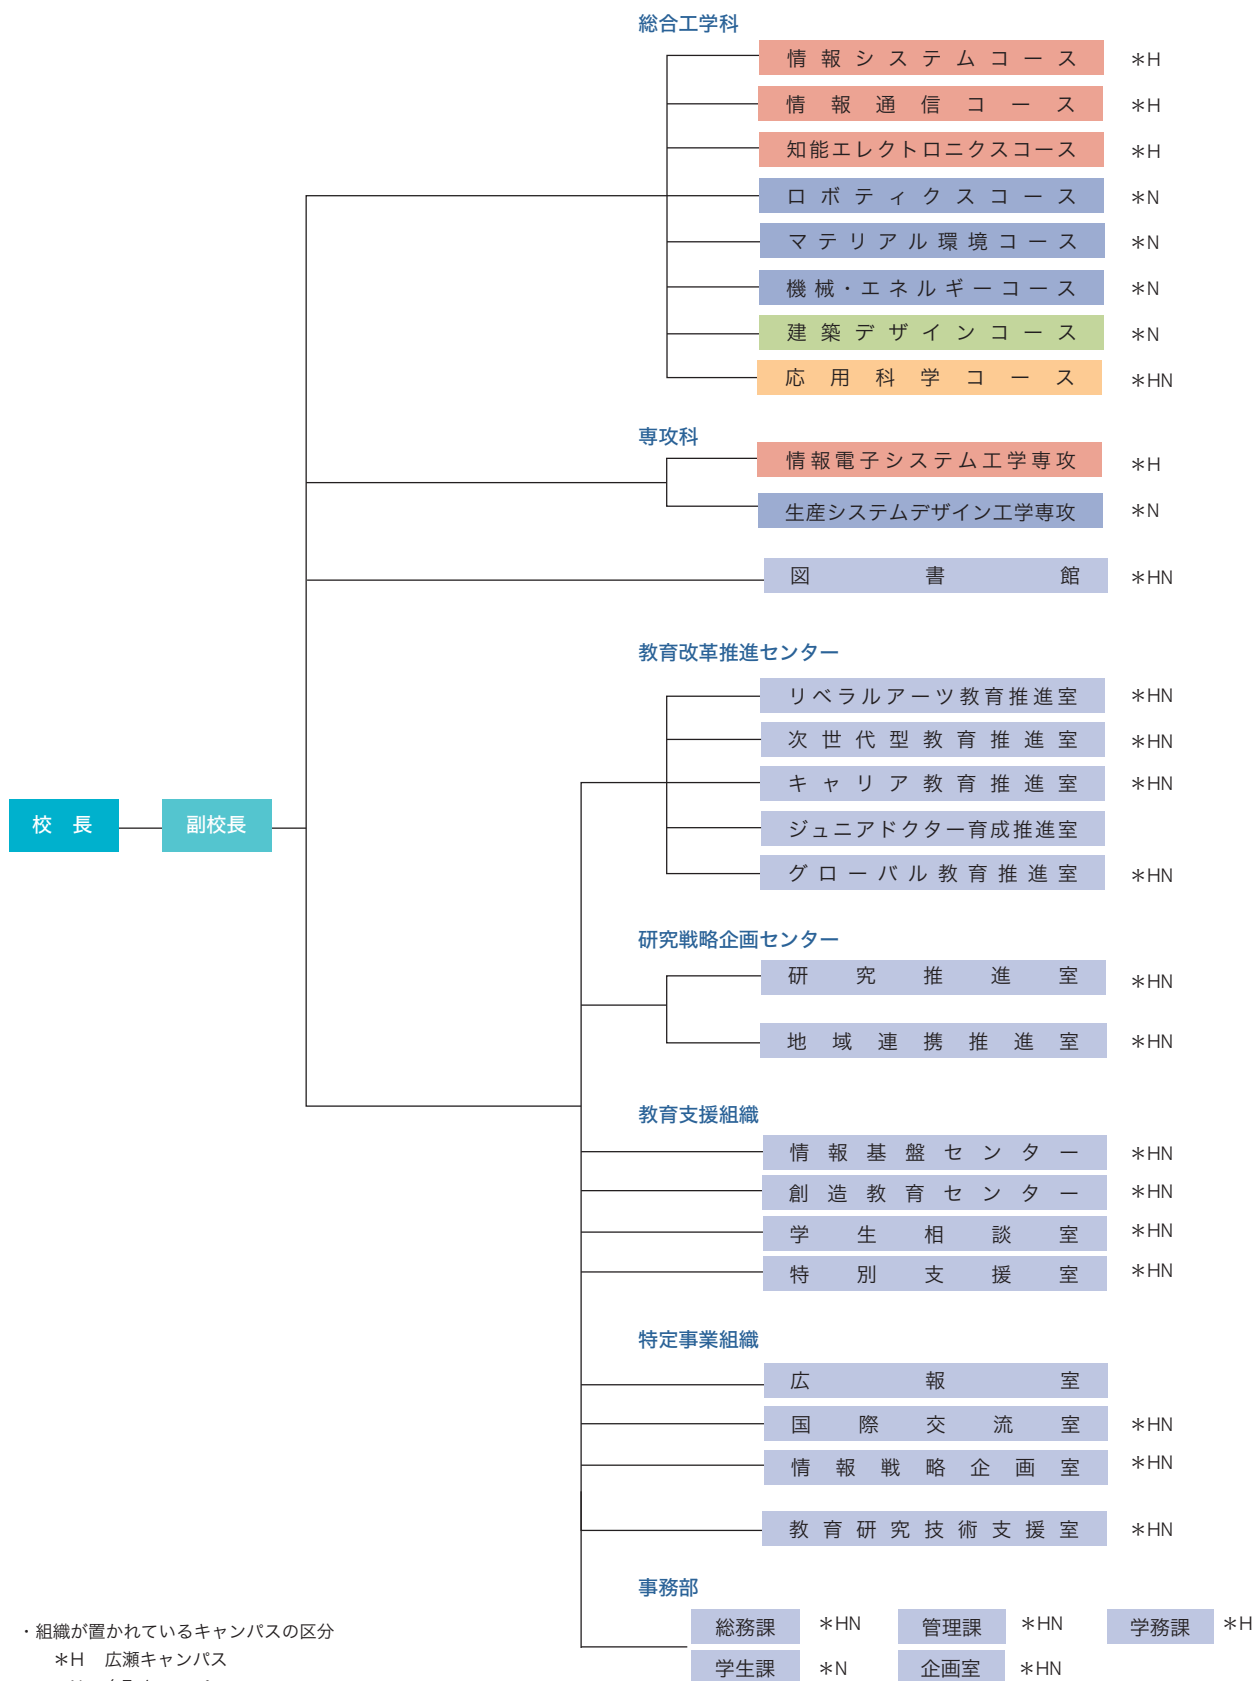 総合工学科
情報システムコース ＊H
情報通信コース ＊H
知能エレクトロニクスコース ＊H
ロボティクスコース ＊N
マテリアル環境コース ＊N
機械・エネルギーコース ＊N
建築デザインコース ＊N
応用科学コース ＊HN
専攻科
情報電子システム工学専攻 ＊H
生産システムデザイン工学専攻 ＊N
図書館 ＊HN
教育改革推進センター
リベラルアーツ教育推進室 ＊HN
次世代型教育推進室 ＊HN
キャリア教育推進室 ＊HN
校長 副校長
ジュニアドクター育成推進室
グローバル教育推進室 ＊HN
研究戦略企画センター
研究推進室 ＊HN
地域連携推進室 ＊HN
教育支援組織
情報基盤センター ＊HN
創造教育センター ＊HN
学生相談室 ＊HN
特別支援室 ＊HN
特定事業組織
広報室
国際交流室 ＊HN
情報戦略企画室 ＊HN
教育研究技術支援室 ＊HN
事務部
総務課 ＊HN 管理課 ＊HN 学務課 ＊H
学生課 ＊N 企画室 ＊HN
・組織が置かれているキャンパスの区分
＊H 広瀬キャンパス